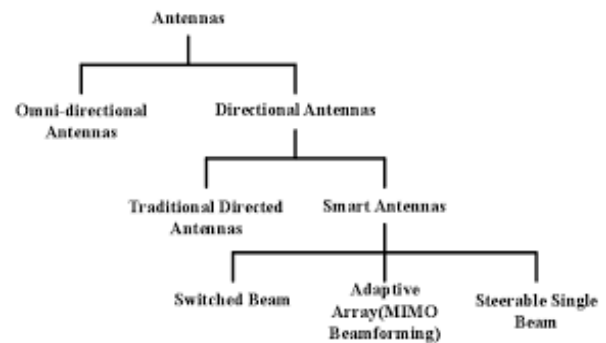 Antennas
Omni-directional
Antennas
Directional Antennas
Traditional Directed
Antennas
Smart Antennas
Switched Beam
Adaptive
Array(MIMO
Beamforming)
Steerable Single
Beam